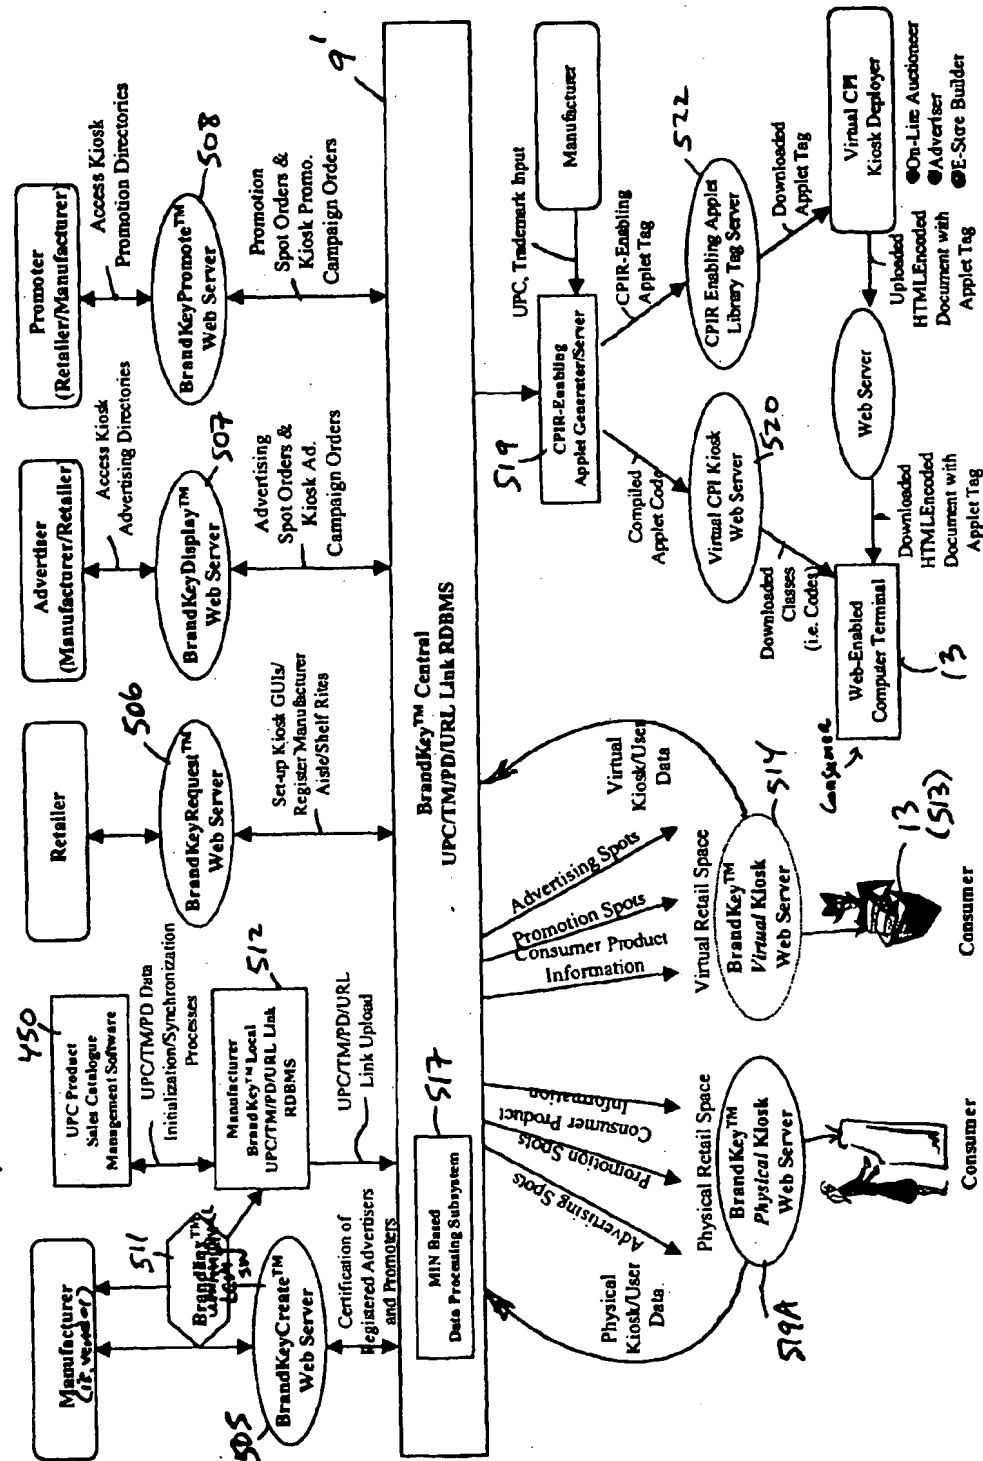 Manufacturer
(i.e. vendor)
511
BrandKey™
BrandKeyCreate™
Web Server
505
Certification of
Registered Advertisers
and Promoters
450
UPC Product
Sales Catalogue
Management Software
UPC/TM/PD Data
Initialization/Synchronization
Processes
512
Manufacturer
BrandKey™ Local
UPC/TM/PD/URL Link
RDBMS
UPC/TM/PD/URL
Link Upload
Retailer
506
BrandKeyRequest™
Web Server
Set-up Kiosk GUIs/
Register Manufacturer
Aisle/Shelf Rites
Advertiser
(Manufacturer/Retailer)
Access Kiosk
Advertising Directories
507
BrandKeyDisplay™
Web Server
Advertising
Spot Orders &
Kiosk Ad.
Campaign Orders
Promoter
(Retailer/Manufacturer)
Access Kiosk
Promotion Directories
508
BrandKeyPromote™
Web Server
Promotion
Spot Orders &
Kiosk Promo.
Campaign Orders
9'
MIN Based
Data Processing Subsystem
517
BrandKey™ Central
UPC/TM/PD/URL Link RDBMS
Physical
Kiosk/User
Data
Advertising Spots
Promotion Spots
Consumer Product
Information
Physical Retail Space
BrandKey™
Physical Kiosk
Web Server
519A
Consumer
Advertising Spots
Promotion Spots
Consumer Product
Information
Virtual
Kiosk/User
Data
Virtual Retail Space
BrandKey™
Virtual Kiosk
Web Server
514
13
(513)
Consumer
519
CPIR-Enabling
Applet Generator/Server
UPC, Trademark Input
Manufacturer
Compiled
Applet Code
CPIR-Enabling
Applet Tag
Virtual CPI Kiosk
Web Server
520
CPIR Enabling Applet
Library Tag Server
522
Downloaded
Classes
(i.e. Codes)
Downloaded
Applet Tag
Consumer
Web-Enabled
Computer Terminal
13
Downloaded
HTMLEncoded
Document with
Applet Tag
Web Server
Uploaded
HTMLEncoded
Document with
Applet Tag
Virtual CPI
Kiosk Deployer
●On-Line Auctioneer
●Advertiser
●E-Store Builder